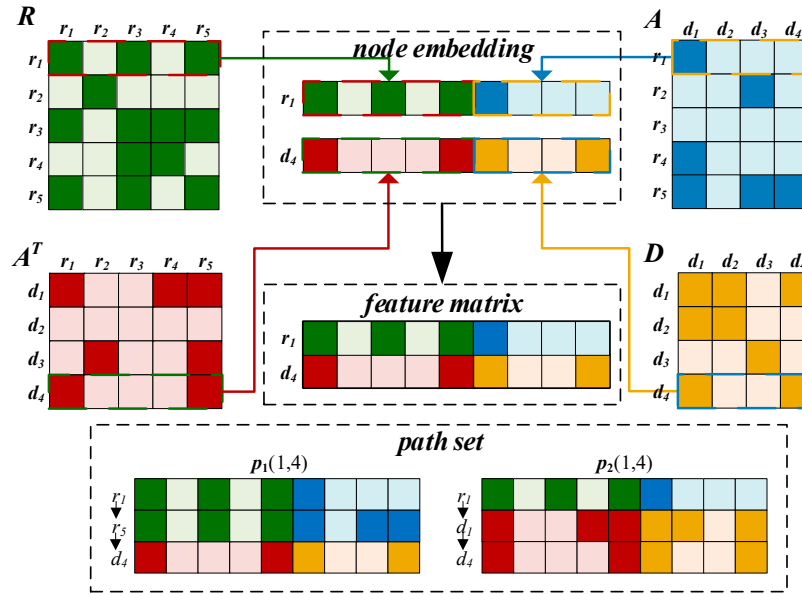 R
r1 r2 r3 r4 r5
r1
r2
r3
r4
r5
node embedding
r1
d4
A
d1 d2 d3 d4
r1
r2
r3
r4
r5
A^T
r1 r2 r3 r4 r5
d1
d2
d3
d4
feature matrix
r1
d4
D
d1 d2 d3
d1
d2
d3
d4
path set
p1(1,4)
r1
r5
d4
p2(1,4)
r1
d1
d4